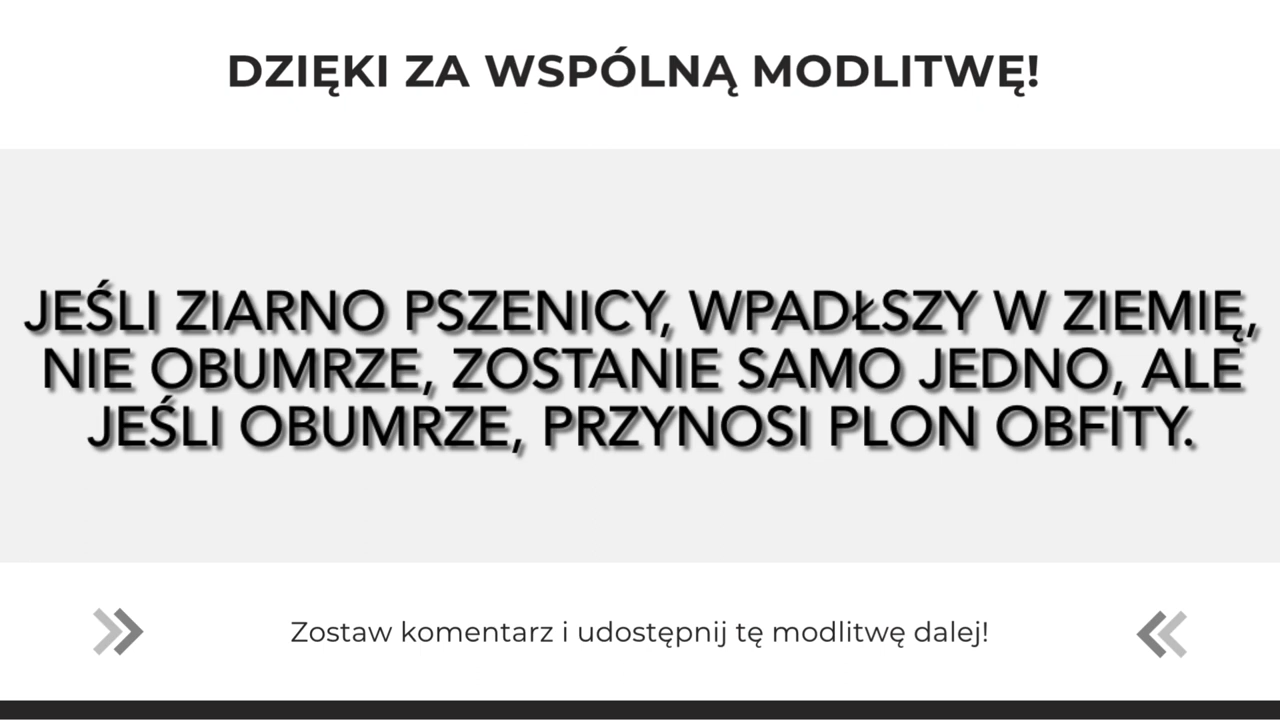 DZIĘKI ZA WSPÓLNĄ MODLITWĘ!
JEŚLI ZIARNO PSZENICY, WPADŁSZY W ZIEMIĘ,
NIE OBUMRZE, ZOSTANIE SAMO JEDNO, ALE
JEŚLI OBUMRZE, PRZYNOSI PLON OBFITY.
Zostaw komentarz i udostępnij tę modlitwę dalej!